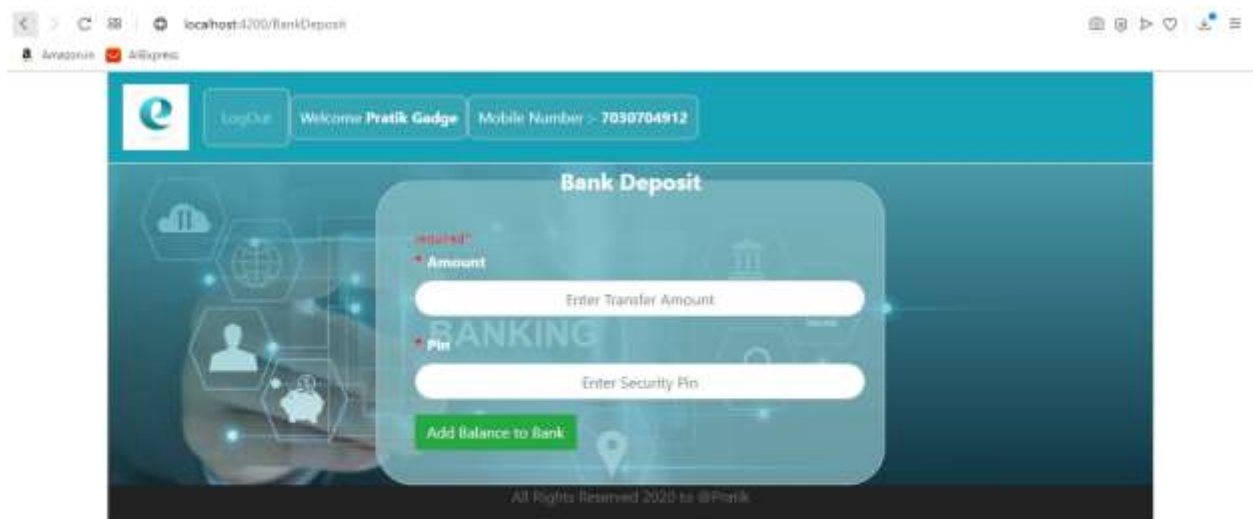 localhost:4200/BankDeposit
Amazon.in AliExpress
LogOut Welcome Pratik Gadge Mobile Number :- 7030704912
Bank Deposit
required*
* Amount
Enter Transfer Amount
BANKING
* Pin
Enter Security Pin
Add Balance to Bank
All Rights Reserved 2020 to @Pratik